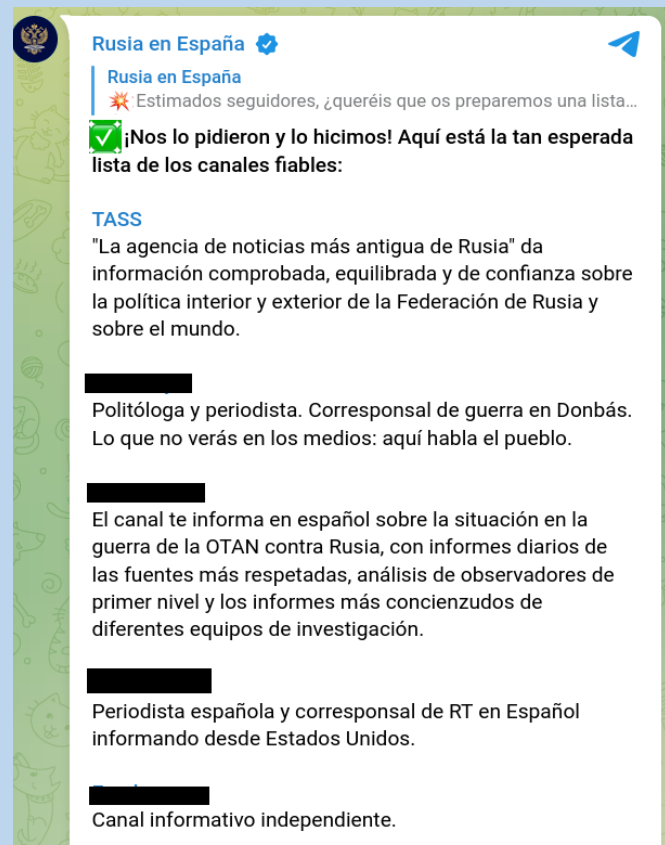 Rusia en España
Rusia en España
💥 Estimados seguidores, ¿queréis que os preparemos una lista...
✅¡Nos lo pidieron y lo hicimos! Aquí está la tan esperada
lista de los canales fiables:
TASS
"La agencia de noticias más antigua de Rusia" da
información comprobada, equilibrada y de confianza sobre
la política interior y exterior de la Federación de Rusia y
sobre el mundo.
Politóloga y periodista. Corresponsal de guerra en Donbás.
Lo que no verás en los medios: aquí habla el pueblo.
El canal te informa en español sobre la situación en la
guerra de la OTAN contra Rusia, con informes diarios de
las fuentes más respetadas, análisis de observadores de
primer nivel y los informes más concienzudos de
diferentes equipos de investigación.
Periodista española y corresponsal de RT en Español
informando desde Estados Unidos.
Canal informativo independiente.